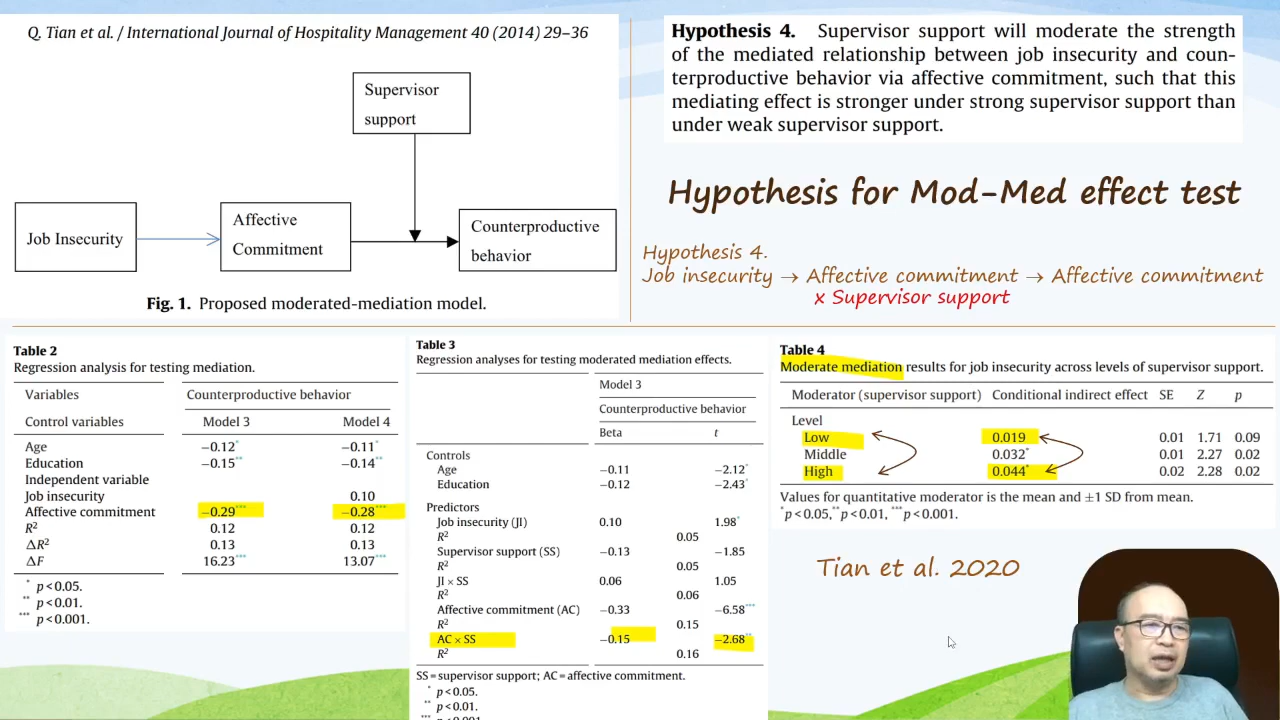 Q. Tian et al. / International Journal of Hospitality Management 40 (2014) 29–36
Supervisor
support
Job Insecurity
Affective
Commitment
Counterproductive
behavior
Fig. 1. Proposed moderated-mediation model.
Hypothesis 4. Supervisor support will moderate the strength
of the mediated relationship between job insecurity and coun-
terproductive behavior via affective commitment, such that this
mediating effect is stronger under strong supervisor support than
under weak supervisor support.
Hypothesis for Mod-Med effect test
Hypothesis 4.
Job insecurity → Affective commitment → Affective commitment
x Supervisor support
Table 2
Regression analysis for testing mediation.
Variables Counterproductive behavior
Control variables Model 3 Model 4
Age −0.12* −0.11*
Education −0.15** −0.14**
Independent variable
Job insecurity 0.10
Affective commitment −0.29*** −0.28***
R² 0.12 0.12
ΔR² 0.13 0.13
ΔF 16.23*** 13.07***
* p < 0.05.
** p < 0.01.
*** p < 0.001.
Table 3
Regression analyses for testing moderated mediation effects.
Model 3
Counterproductive behavior
Beta t
Controls
Age −0.11 −2.12*
Education −0.12 −2.43*
Predictors
Job insecurity (JI) 0.10 1.98*
R² 0.05
Supervisor support (SS) −0.13 −1.85
R² 0.05
JI × SS 0.06 1.05
R² 0.06
Affective commitment (AC) −0.33 −6.58***
R² 0.15
AC × SS −0.15 −2.68**
R² 0.16
SS = supervisor support; AC = affective commitment.
* p < 0.05.
** p < 0.01.
*** p < 0.001.
Table 4
Moderate mediation results for job insecurity across levels of supervisor support.
Moderator (supervisor support) Conditional indirect effect SE Z p
Level
Low 0.019 0.01 1.71 0.09
Middle 0.032* 0.01 2.27 0.02
High 0.044* 0.02 2.28 0.02
Values for quantitative moderator is the mean and ±1 SD from mean.
*p < 0.05, **p < 0.01, ***p < 0.001.
Tian et al. 2020